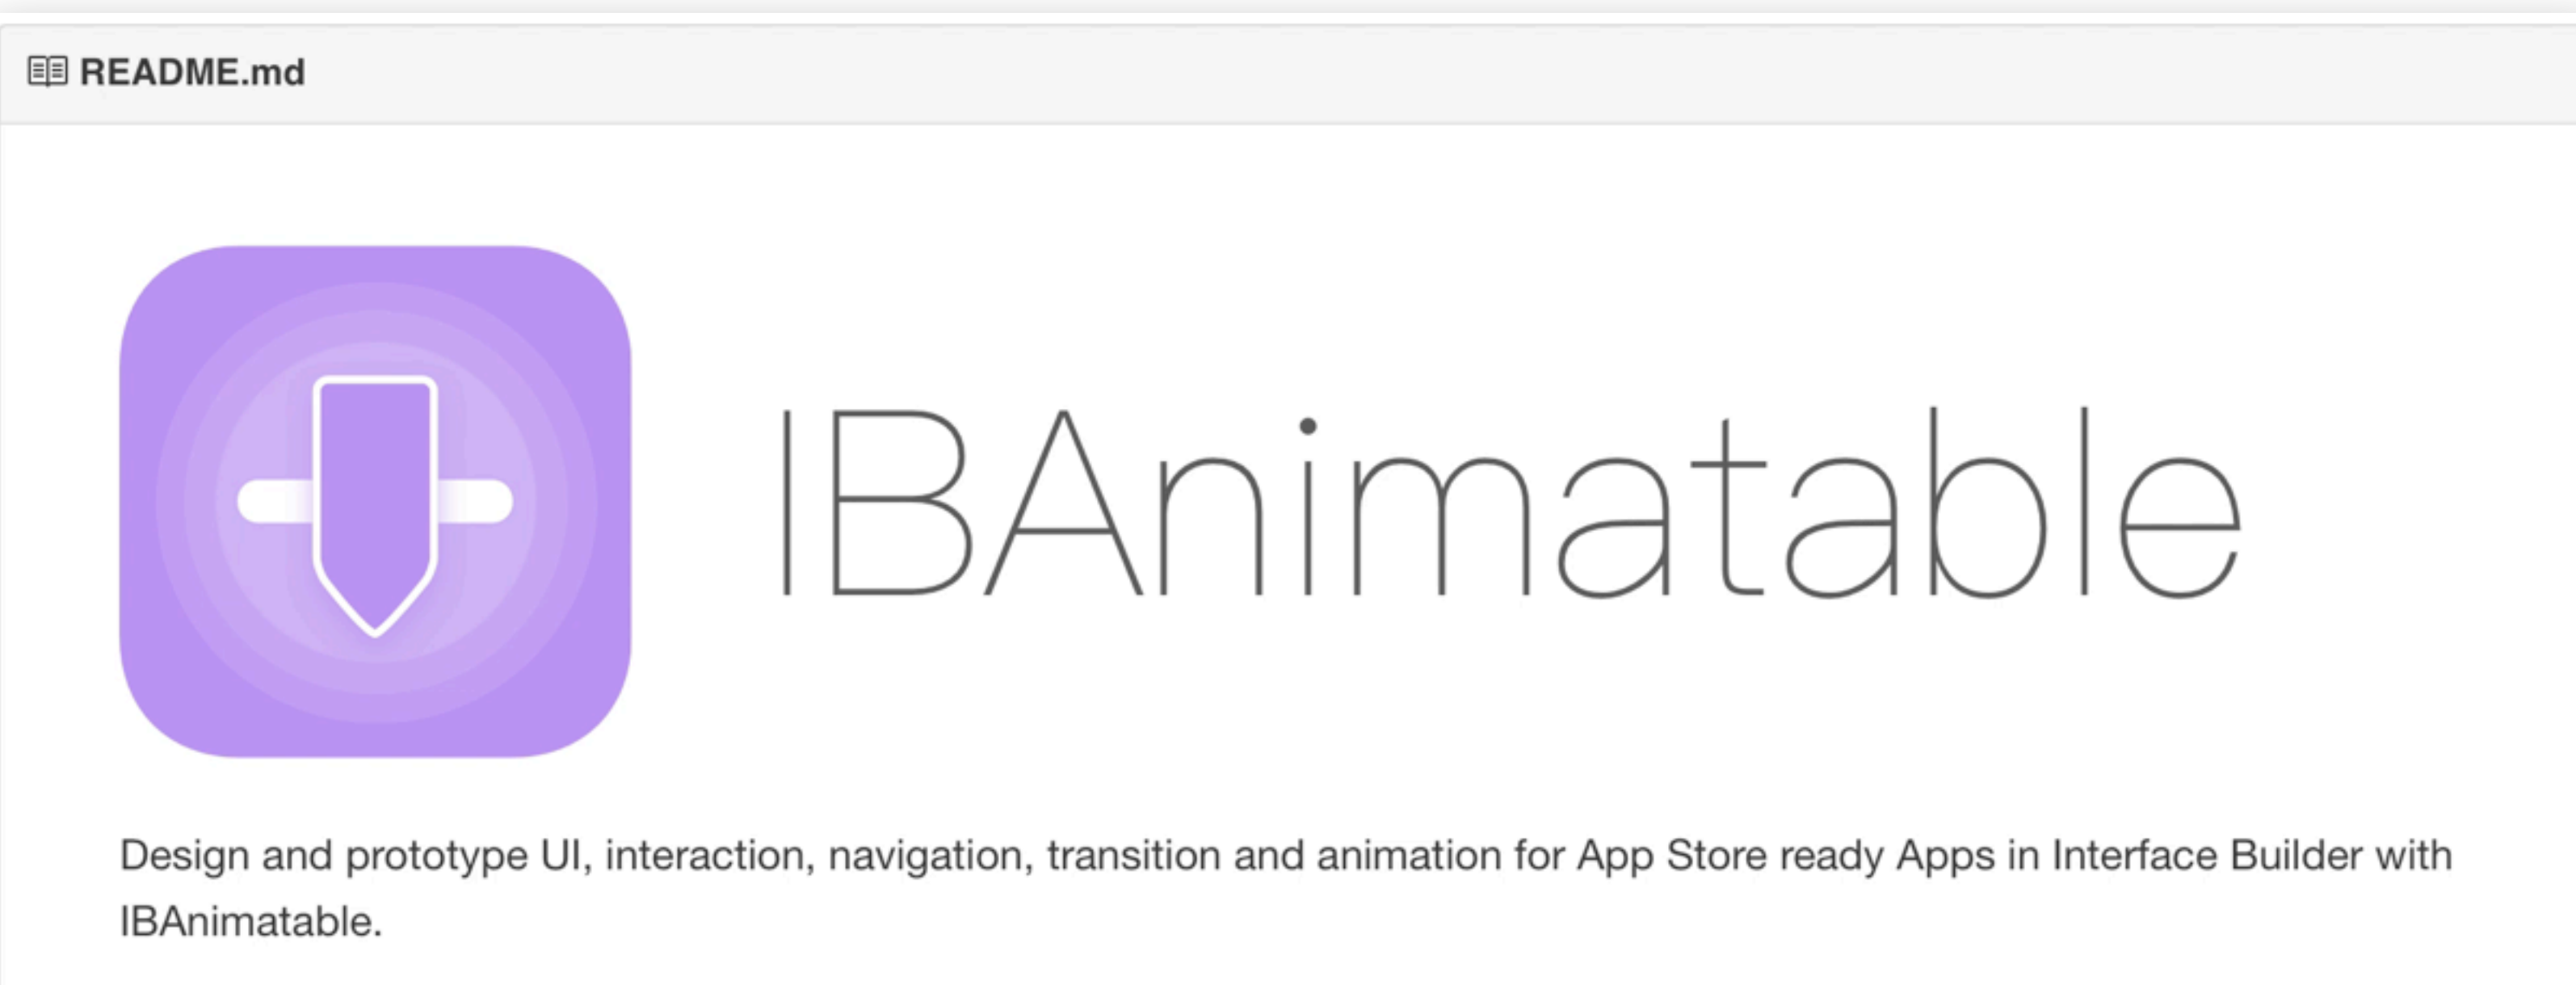 README.md
IBAnimatable
Design and prototype UI, interaction, navigation, transition and animation for App Store ready Apps in Interface Builder with
IBAnimatable.